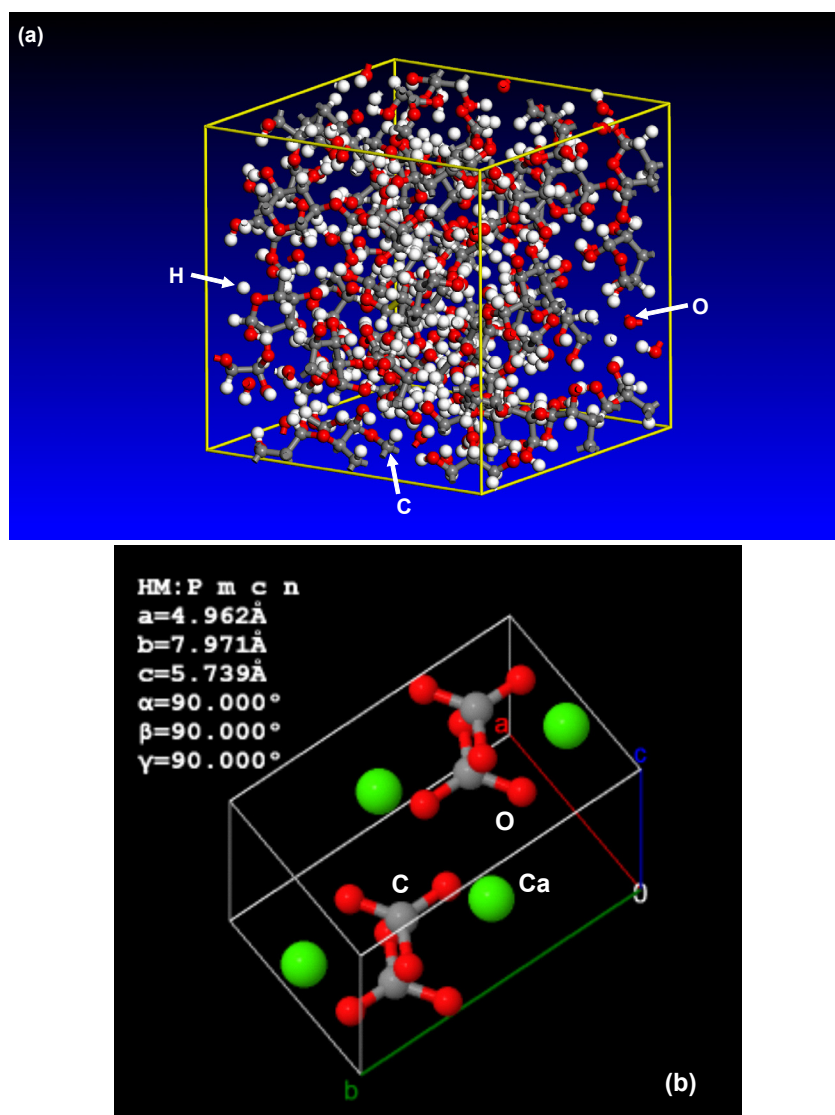 (a)
H
O
C
HM:P m c n
a=4.962Å
b=7.971Å
c=5.739Å
α=90.000°
β=90.000°
γ=90.000°
a
c
O
C
Ca
0
b
(b)